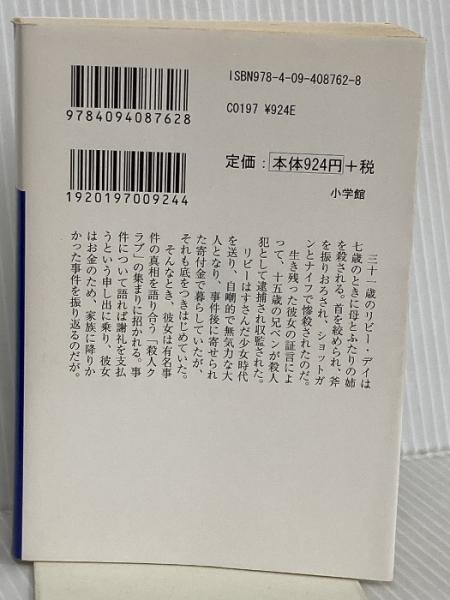 ISBN978-4-09-408762-8
C0197 ¥924E
9784094087628
定価：本体924円＋税
1920197009244
小学館
三十一歳のリビー・デイは
七歳のときに母とふたりの姉
を殺される。首を絞められ、斧
を振りおろされ、ショットガ
ンとナイフで惨殺されたのだ。
生き残った彼女の証言によ
って、十五歳の兄ベンが殺人
犯として逮捕され収監された。
リビーはすさんだ少女時代
を送り、自嘲的で無気力な大
人となり、事件後に寄せられ
た寄付金で暮らしていたが、
それも底をつきはじめていた。
そんなとき、彼女は有名事
件の真相を語り合う「殺人ク
ラブ」の集まりに招かれる。事
件について語れば謝礼を支払
うという申し出に乗り、彼女
はお金のため、家族に降りか
かった事件を振り返るのだが。